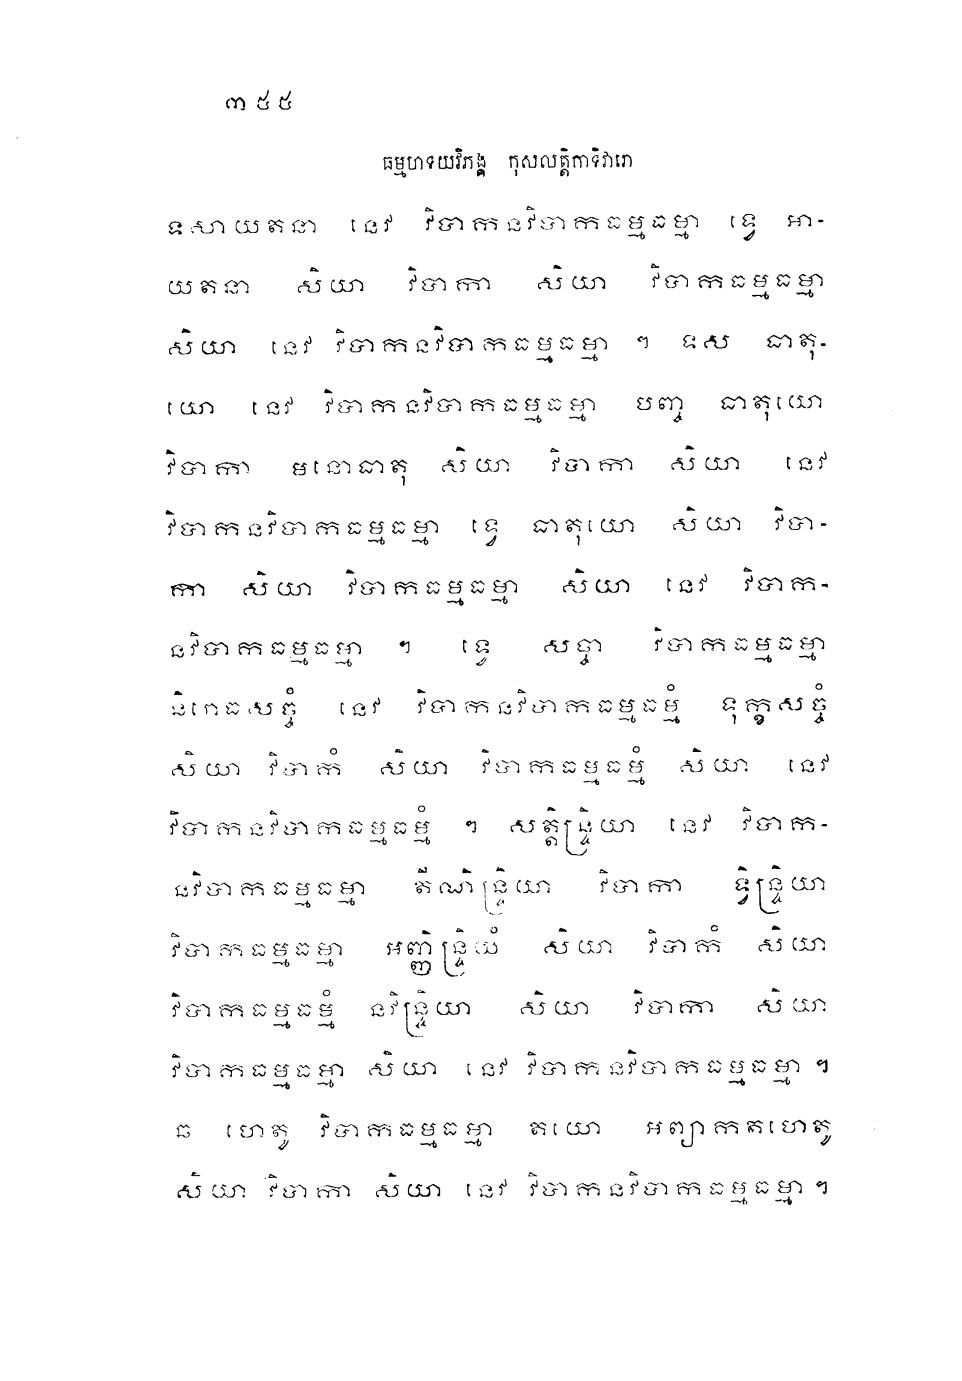 ៣៥៥
ធម្មហទយវិភង្គ កុសលត្តិកាទិវារោ
ទសាយតនា នេវ វិបាកនវិបាកធម្មធម្មា ទ្វេ អា-
យតនា សិយា វិបាកា សិយា វិបាកធម្មធម្មា
សិយា នេវ វិបាកនវិបាកធម្មធម្មា ។ ទស ធាតុ-
យោ នេវ វិបាកនវិបាកធម្មធម្មា បញ្ច ធាតុយោ
វិបាកា មនោធាតុ សិយា វិបាកា សិយា នេវ
វិបាកនវិបាកធម្មធម្មា ទ្វេ ធាតុយោ សិយា វិបា-
កា សិយា វិបាកធម្មធម្មា សិយា នេវ វិបាក-
នវិបាកធម្មធម្មា ។ ទ្វេ សច្ចា វិបាកធម្មធម្មា
និរោធសច្ចំ នេវ វិបាកនវិបាកធម្មធម្មំ ទុក្ខសច្ចំ
សិយា វិបាកំ សិយា វិបាកធម្មធម្មំ សិយា នេវ
វិបាកនវិបាកធម្មធម្មំ ។ សត្តិន្ទ្រិយា នេវ វិបាក-
នវិបាកធម្មធម្មា តីណិន្ទ្រិយា វិបាកា ទ្វិន្ទ្រិយា
វិបាកធម្មធម្មា អញ្ញិន្ទ្រិយំ សិយា វិបាកំ សិយា
វិបាកធម្មធម្មំ នវិន្ទ្រិយា សិយា វិបាកា សិយា
វិបាកធម្មធម្មា សិយា នេវ វិបាកនវិបាកធម្មធម្មា ។
ឆ ហេតូ វិបាកធម្មធម្មា តយោ អព្យាកតហេតូ
សិយា វិបាកា សិយា នេវ វិបាកនវិបាកធម្មធម្មា ។